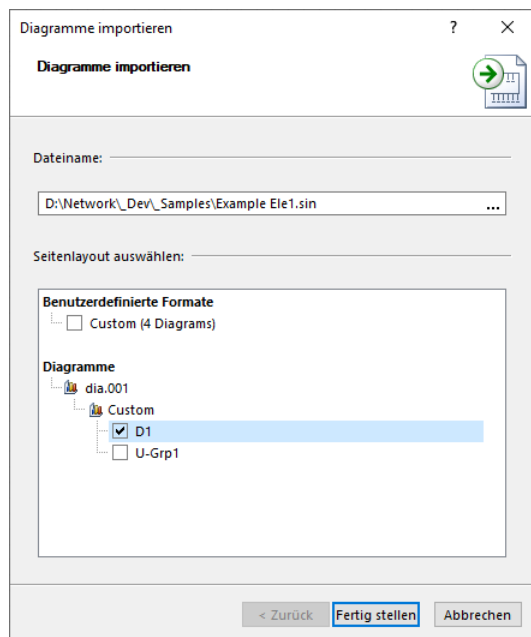 Diagramme importieren
?
Diagramme importieren
Dateiname:
D:\Network\_Dev\_Samples\Example Ele1.sin
...
Seitenlayout auswählen:
Benutzerdefinierte Formate
Custom (4 Diagrams)
Diagramme
dia.001
Custom
D1
U-Grp1
< Zurück Fertig stellen Abbrechen